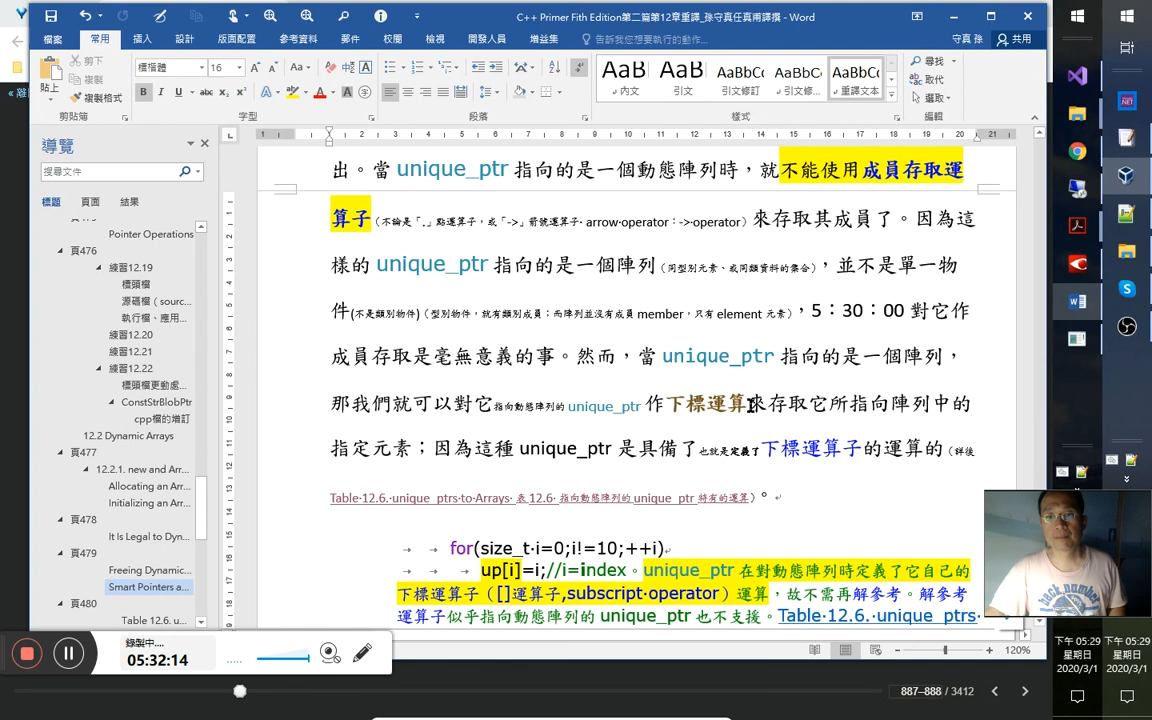 C++ Primer Fith Edition第二篇第12章重譯_孫守真任真甫譯撰 - Word
檔案 常用 插入 設計 版面配置 參考資料 郵件 校閱 檢視 開發人員 增益集 告訴我您想要執行的動作... 守真 孫 共用
剪下
複製
複製格式
貼上
標楷體 16
AaBbC 內文
AaBbC 引文
AaBbCc 引文修訂
AaBbCc 引文修...
AaBbCc 重譯文本
尋找
取代
選取
剪貼簿 字型 段落 樣式 編輯
導覽
搜尋文件
標題 頁面 結果
Pointer Operations
頁476
練習12.19
標頭檔
源碼檔（sourc...
執行檔、應用...
練習12.20
練習12.21
練習12.22
標頭檔更動處...
ConstStrBlobPtr
cpp檔的增訂
12.2 Dynamic Arrays
頁477
12.2.1. new and Arr...
Allocating an Arr...
Initializing an Arr...
頁478
It Is Legal to Dyn...
頁479
Freeing Dynamic...
Smart Pointers a...
頁480
Table 12.6. u...
出。當 unique_ptr 指向的是一個動態陣列時，就不能使用成員存取運
算子（不論是「.」點運算子，或「->」箭號運算子 arrow operator：-> operator）來存取其成員了。因為這
樣的 unique_ptr 指向的是一個陣列（同型別元素、或同類資料的集合），並不是單一物
件(不是類別物件)（型別物件，就有類別成員；而陣列並沒有成員 member，只有 element 元素），5：30：00 對它作
成員存取是毫無意義的事。然而，當 unique_ptr 指向的是一個陣列，
那我們就可以對它指向動態陣列的 unique_ptr 作下標運算來存取它所指向陣列中的
指定元素；因為這種 unique_ptr 是具備了也就是定義了下標運算子的運算的（詳後
Table 12.6. unique_ptrs to Arrays 表 12.6 指向動態陣列的 unique_ptr 特有的運算）。
for(size_t i=0;i!=10;++i)
up[i]=i;//i=index。unique_ptr 在對動態陣列時定義了它自己的
下標運算子（[]運算子,subscript operator）運算，故不需再解參考。解參考
運算子似乎指向動態陣列的 unique_ptr 也不支援。Table 12.6. unique_ptrs
120%
錄製中....
05:32:14
887–888 / 3412
下午 05:29
星期日
2020/3/1
下午 05:29
星期日
2020/3/1